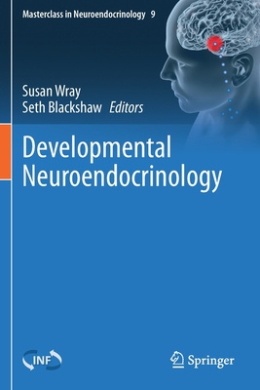 Masterclass in Neuroendocrinology 9
Susan Wray
Seth Blackshaw Editors
Developmental
Neuroendocrinology
INF
Springer